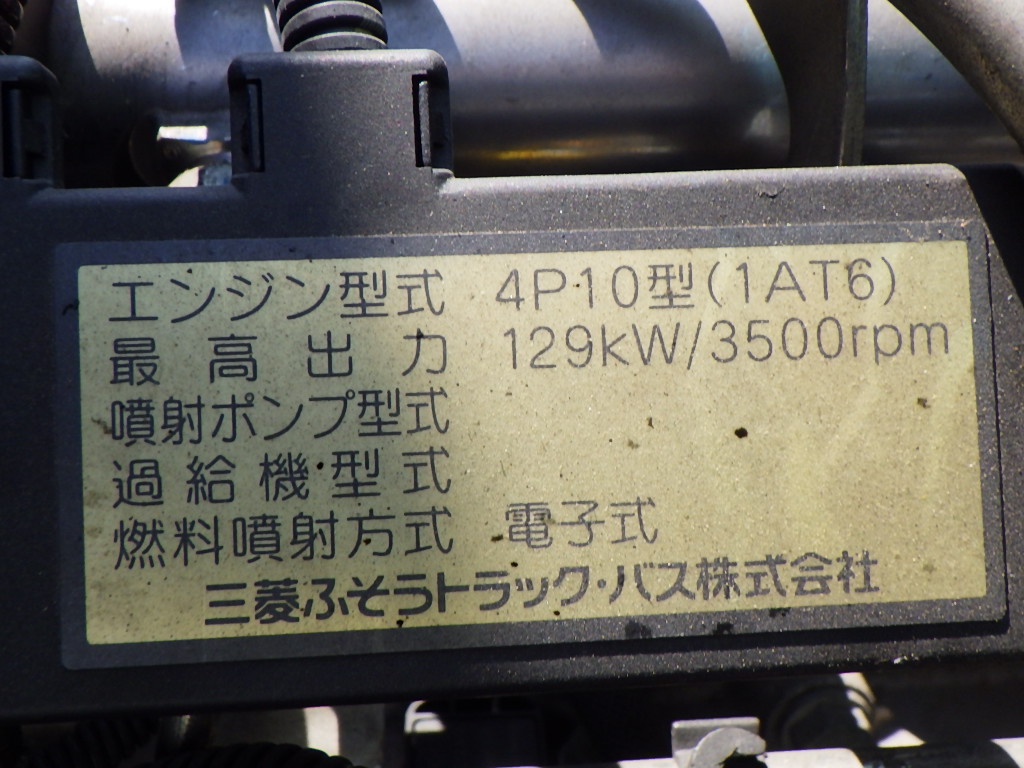 エンジン型式 4P10型(1AT6)
最高出力 129kW/3500rpm
噴射ポンプ型式
過給機型式
燃料噴射方式 電子式
三菱ふそうトラック・バス株式会社